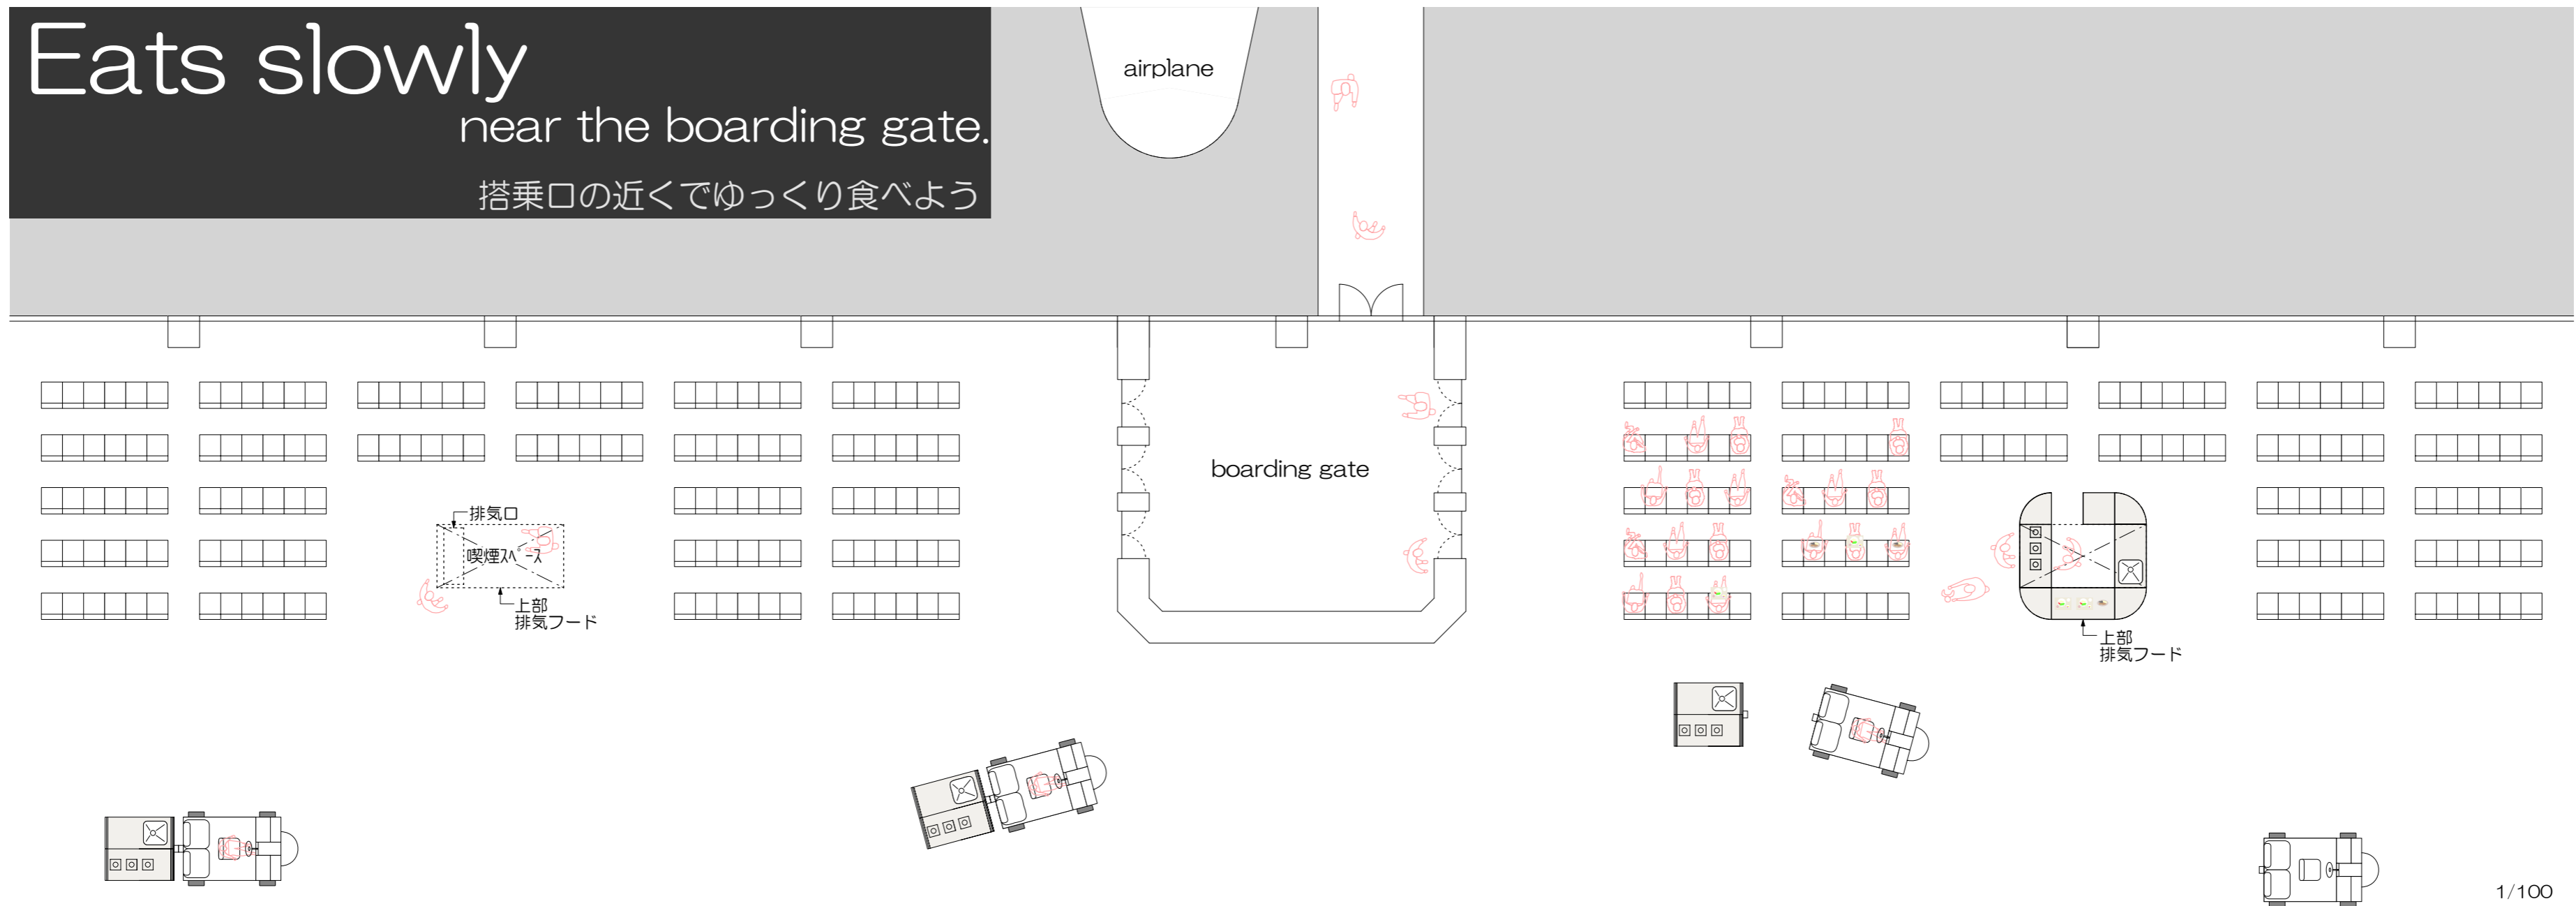 Eats slowly
near the boarding gate.
搭乗口の近くでゆっくり食べよう
airplane
boarding gate
排気口
喫煙ｽﾍﾟｰｽ
上部
排気フード
上部
排気フード
1/100